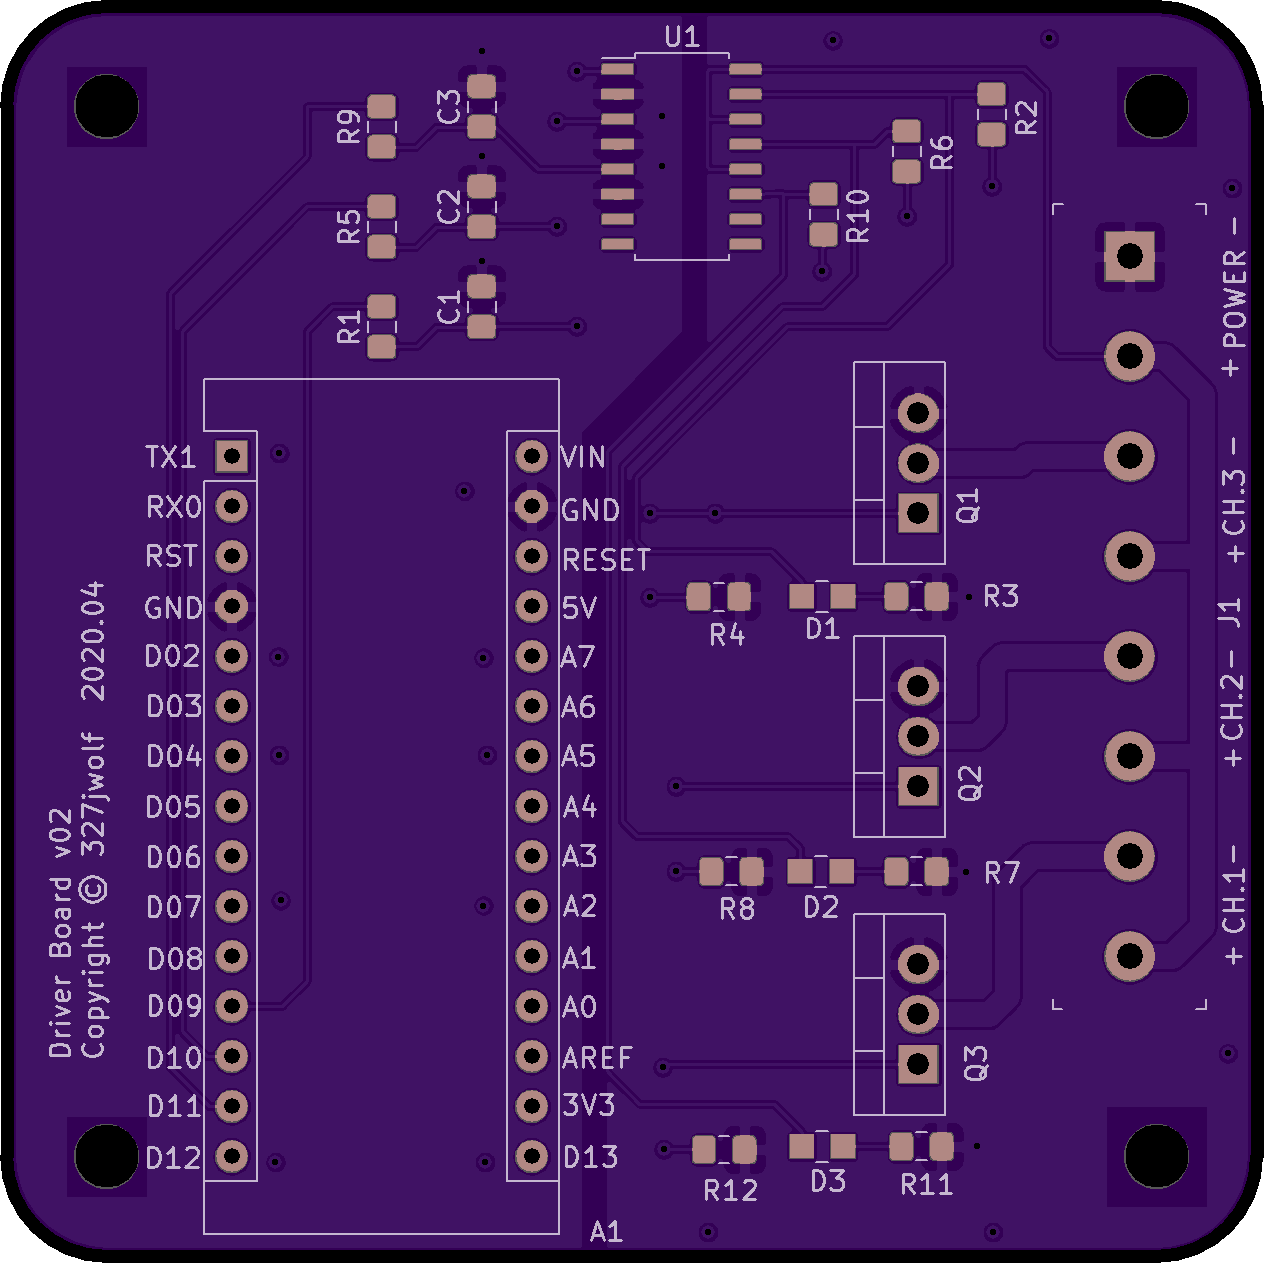 U1
R9
C3
R2
R6
R5
C2
R10
R1
C1
+ POWER -
TX1
RX0
RST
GND
D02
D03
D04
D05
D06
D07
D08
D09
D10
D11
D12
VIN
GND
RESET
5V
A7
A6
A5
A4
A3
A2
A1
A0
AREF
3V3
D13
A1
Q1
+CH.3 -
R4
D1
R3
J1
Q2
+CH.2-
R8
D2
R7
+ CH.1-
Q3
R12
D3
R11
Driver Board v02
Copyright © 327jwolf 2020.04